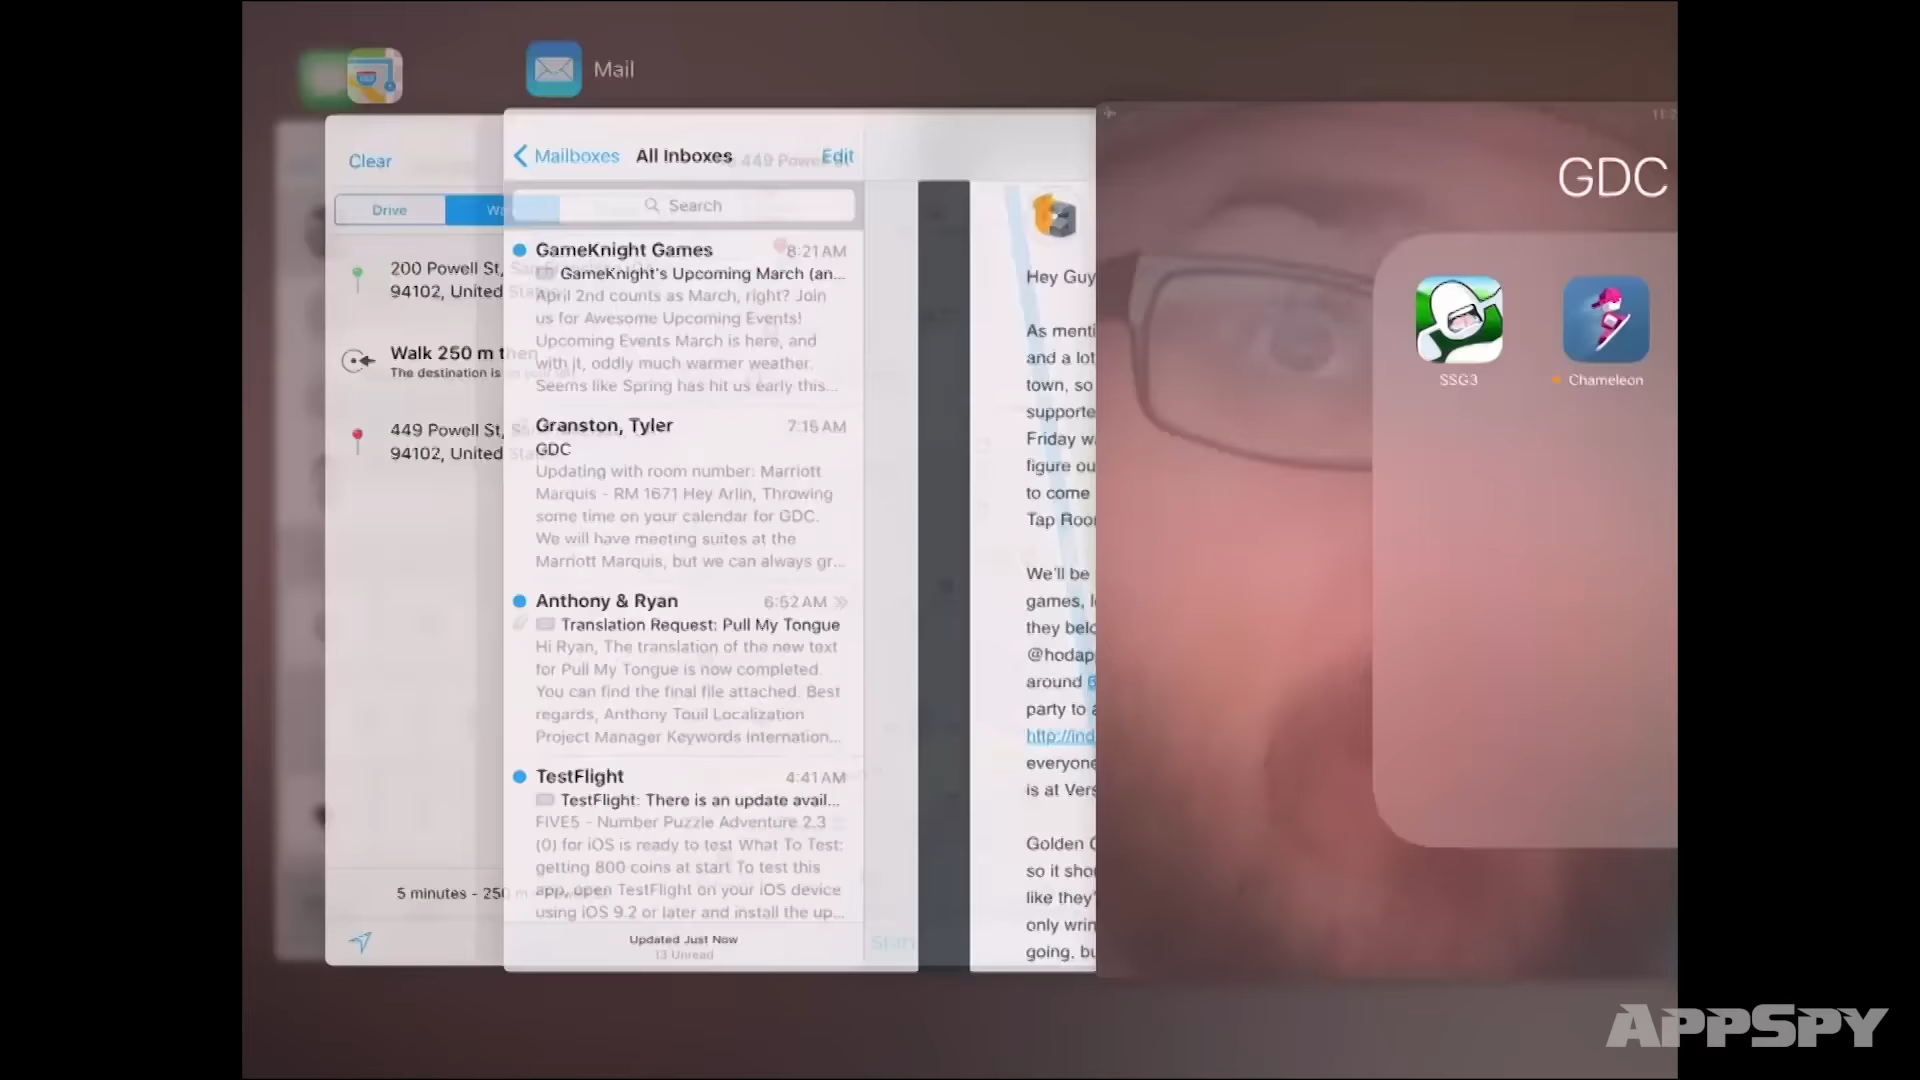 Mail
Clear
Mailboxes
All Inboxes
449 Powell
Edit
Drive
Search
200 Powell St,
94102, United States
Walk 250 m then
The destination is
449 Powell St,
94102, United
5 minutes - 250 m
GameKnight Games
8:21 AM
GameKnight's Upcoming March (an...
April 2nd counts as March, right? Join
us for Awesome Upcoming Events!
Upcoming Events March is here, and
with it, oddly much warmer weather.
Seems like Spring has hit us early this...
Granston, Tyler
7:15 AM
GDC
Updating with room number: Marriott
Marquis - RM 1671 Hey Arlin, Throwing
some time on your calendar for GDC.
We will have meeting suites at the
Marriott Marquis, but we can always gr...
Anthony & Ryan
6:52 AM
Translation Request: Pull My Tongue
Hi Ryan, The translation of the new text
for Pull My Tongue is now completed.
You can find the final file attached. Best
regards, Anthony Touil Localization
Project Manager Keywords Internation...
TestFlight
4:41 AM
TestFlight: There is an update avail...
FIVE5 - Number Puzzle Adventure 2.3
(0) for iOS is ready to test What To Test:
getting 800 coins at start To test this
app, open TestFlight on your iOS device
using iOS 9.2 or later and install the up...
Updated Just Now
13 Unread
Start
Hey Guy
As menti
and a lot
town, so
supporte
Friday w
figure ou
to come
Tap Roo
We'll be
games, l
they belo
@hodap
around 6
party to a
http://ind
everyone
is at Vers
Golden G
so it shou
like they'
only wrin
going, bu
GDC
SSG3
Chameleon
APPSPY